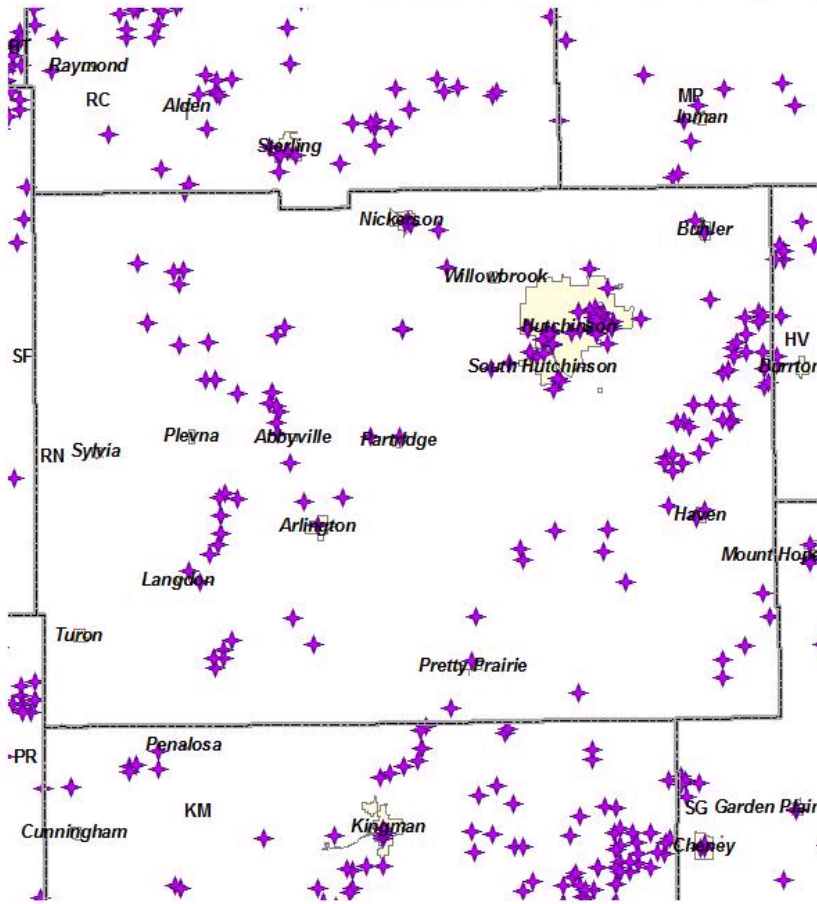 BT
Raymond
RC
Alden
MP
Inman
Sterling
Nickerson
Buhler
Willowbrook
Hutchinson
HV
SF
South Hutchinson
Burrton
Plevna
Abbyville
Partridge
RN
Sylvia
Haven
Arlington
Mount Hope
Langdon
Turon
Pretty Prairie
Penalosa
PR
KM
SG
Garden Plain
Cunningham
Kingman
Cheney